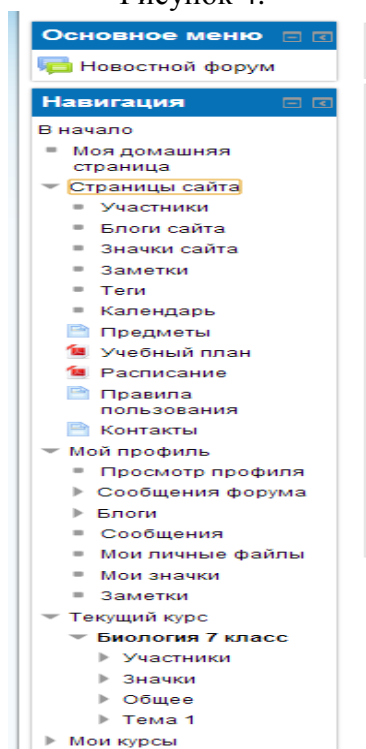 Рисунок 4.
Основное меню
Новостной форум
Навигация
В начало
Моя домашняя
страница
Страницы сайта
Участники
Блоги сайта
Значки сайта
Заметки
Теги
Календарь
Предметы
Учебный план
Расписание
Правила
пользования
Контакты
Мой профиль
Просмотр профиля
Сообщения форума
Блоги
Сообщения
Мои личные файлы
Мои значки
Заметки
Текущий курс
Биология 7 класс
Участники
Значки
Общее
Тема 1
Мои курсы